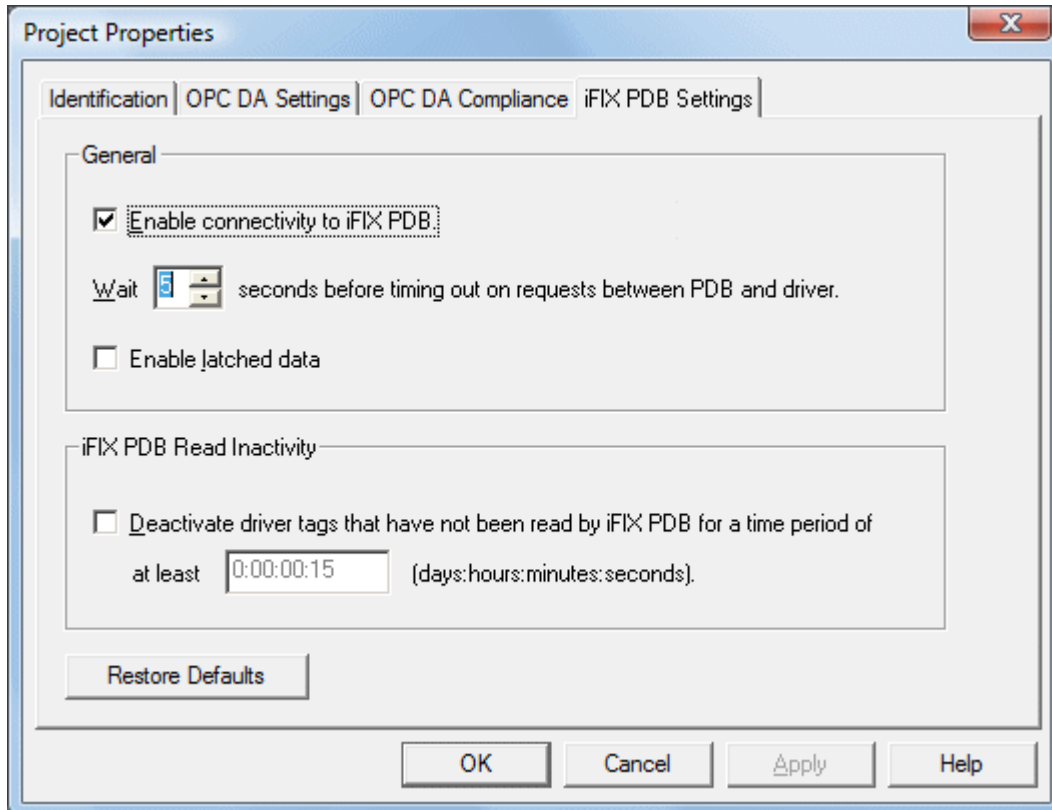 Project Properties
Identification OPC DA Settings OPC DA Compliance iFIX PDB Settings
General
Enable connectivity to iFIX PDB.
Wait 5 seconds before timing out on requests between PDB and driver.
Enable latched data
iFIX PDB Read Inactivity
Deactivate driver tags that have not been read by iFIX PDB for a time period of
at least 0:00:00:15 (days:hours:minutes:seconds).
Restore Defaults
OK Cancel Apply Help